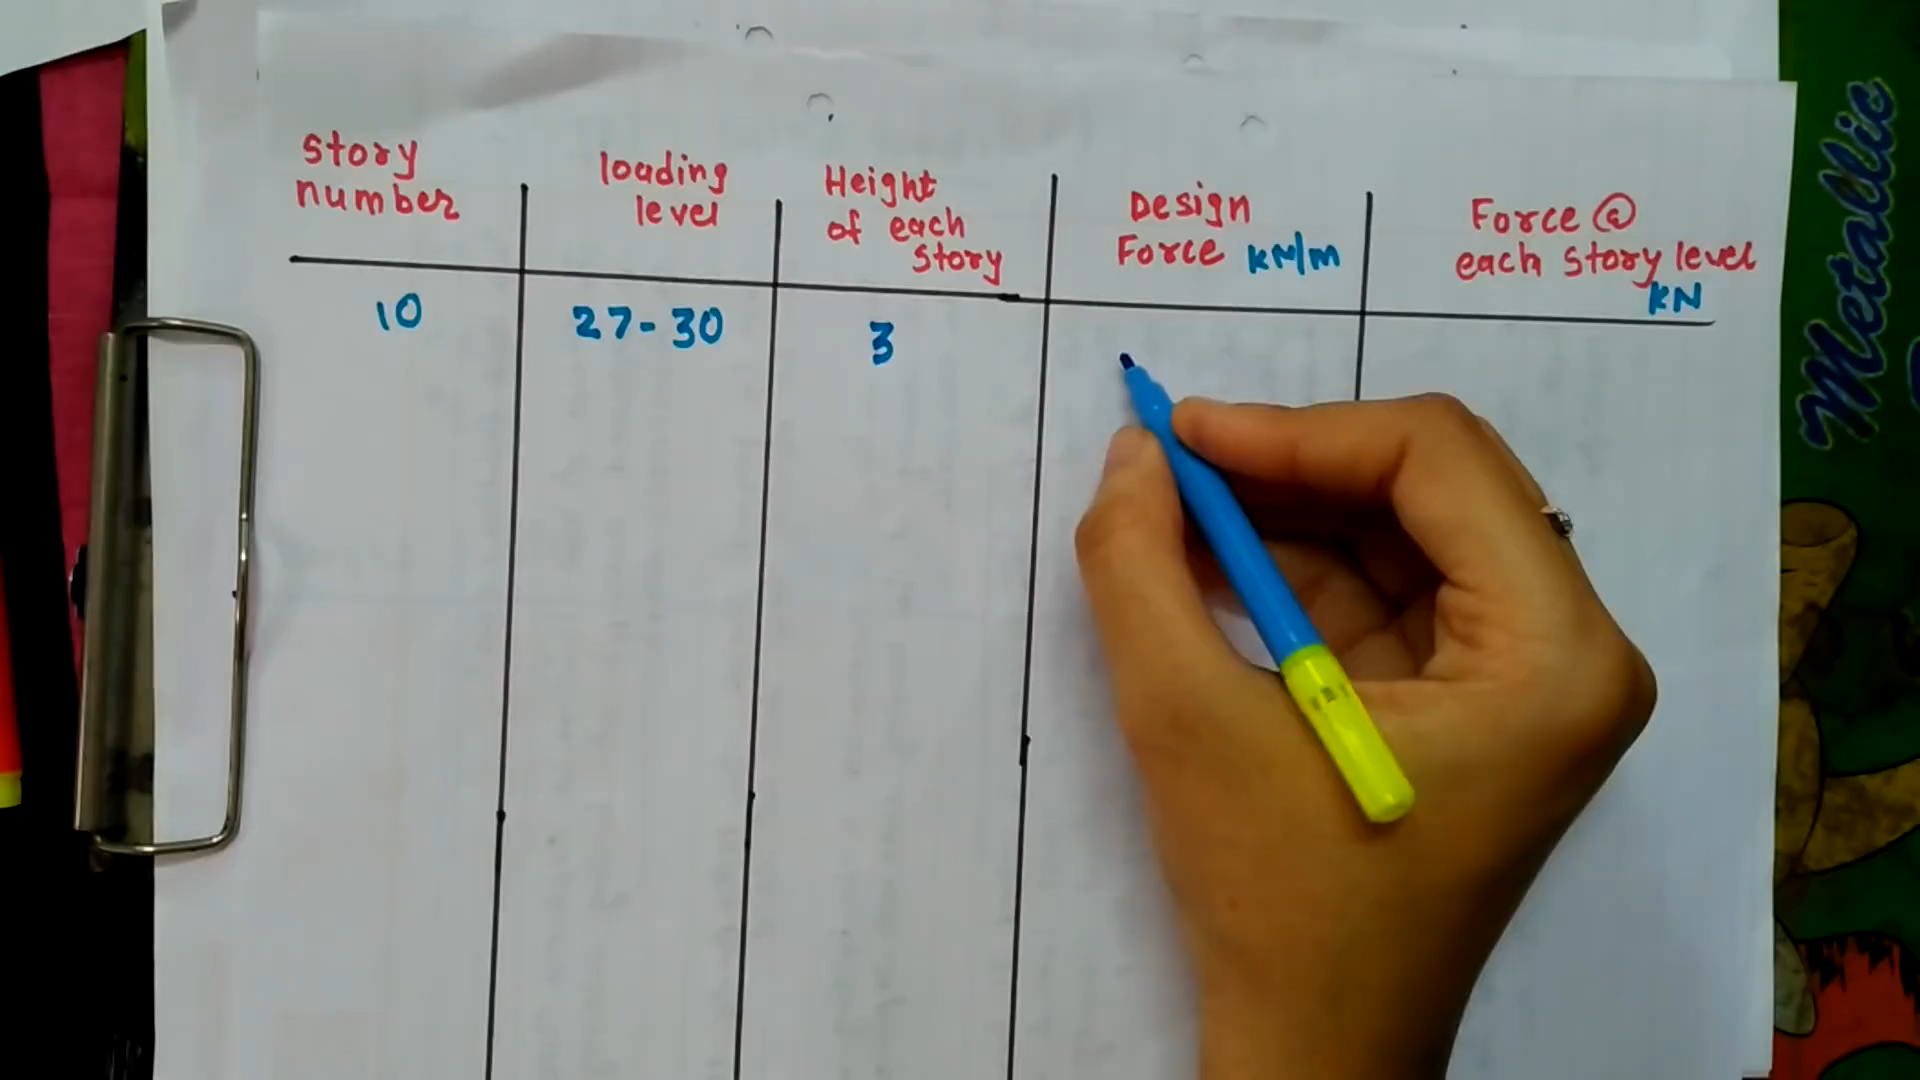 story
number
loading
level
Height
of each
story
Design
Force kN/m
Force @
each story level
kN
10
27-30
3
Metallic